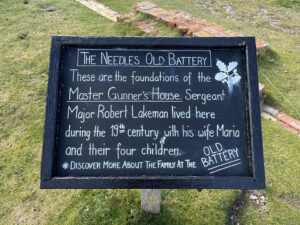 THE NEEDLES OLD BATTERY
These are the foundations of the
Master Gunner's House. Sergeant
Major Robert Lakeman lived here
during the 19th century with his wife Maria
and their four children.
* DISCOVER MORE ABOUT THE FAMILY AT THE
OLD
BATTERY